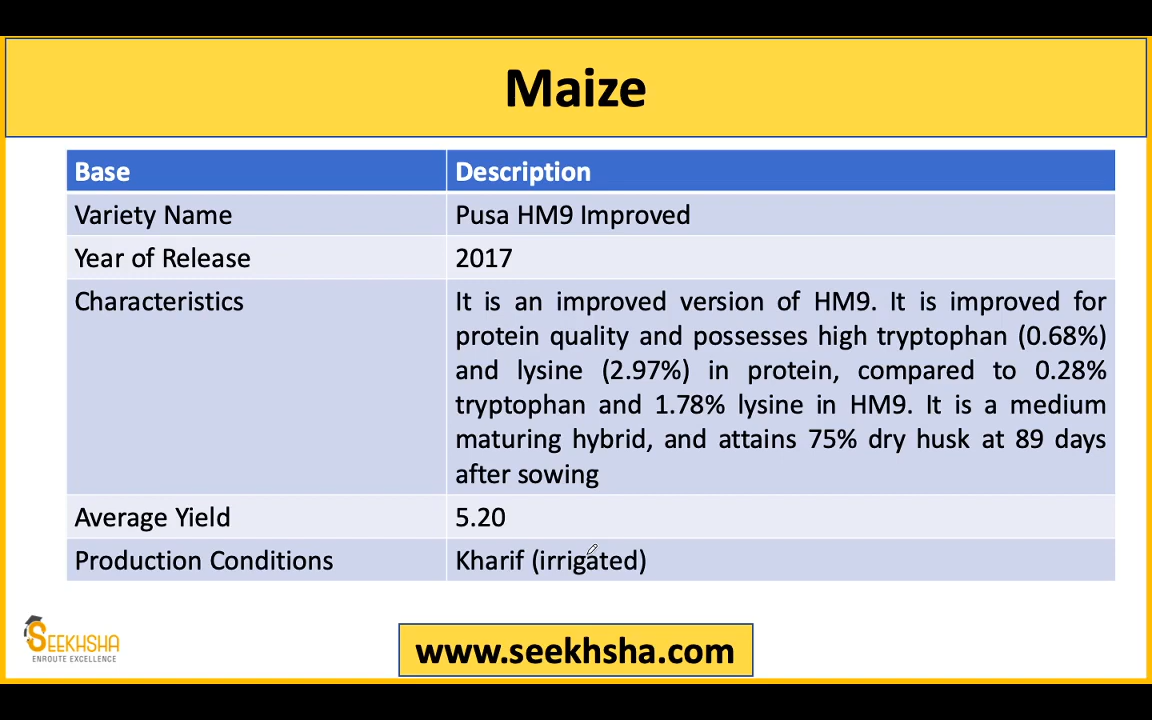 Maize
Base Description
Variety Name Pusa HM9 Improved
Year of Release 2017
Characteristics It is an improved version of HM9. It is improved for
protein quality and possesses high tryptophan (0.68%)
and lysine (2.97%) in protein, compared to 0.28%
tryptophan and 1.78% lysine in HM9. It is a medium
maturing hybrid, and attains 75% dry husk at 89 days
after sowing
Average Yield 5.20
Production Conditions Kharif (irrigated)
SEEKHSHA
ENROUTE EXCELLENCE
www.seekhsha.com